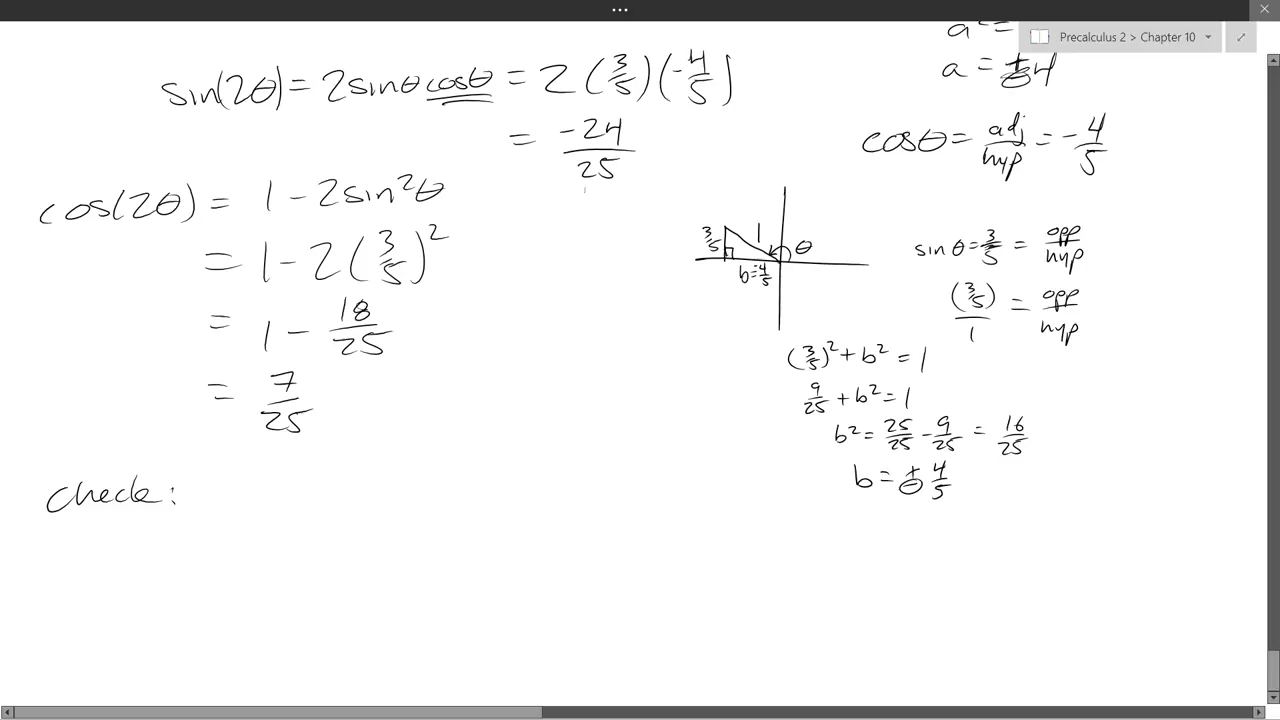 Precalculus 2 > Chapter 10
a² =
a = ± 4
sin(2θ) = 2sinθcosθ = 2(3/5)(-4/5)
= -24/25
cosθ = adj/hyp = -4/5
cos(2θ) = 1 - 2sin²θ
= 1 - 2(3/5)²
= 1 - 18/25
= 7/25
check:
3/5
1
θ
b = -4/5
sinθ = 3/5 = opp/hyp
(3/5)/1 = opp/hyp
(3/5)² + b² = 1
9/25 + b² = 1
b² = 25/25 - 9/25 = 16/25
b = ± 4/5